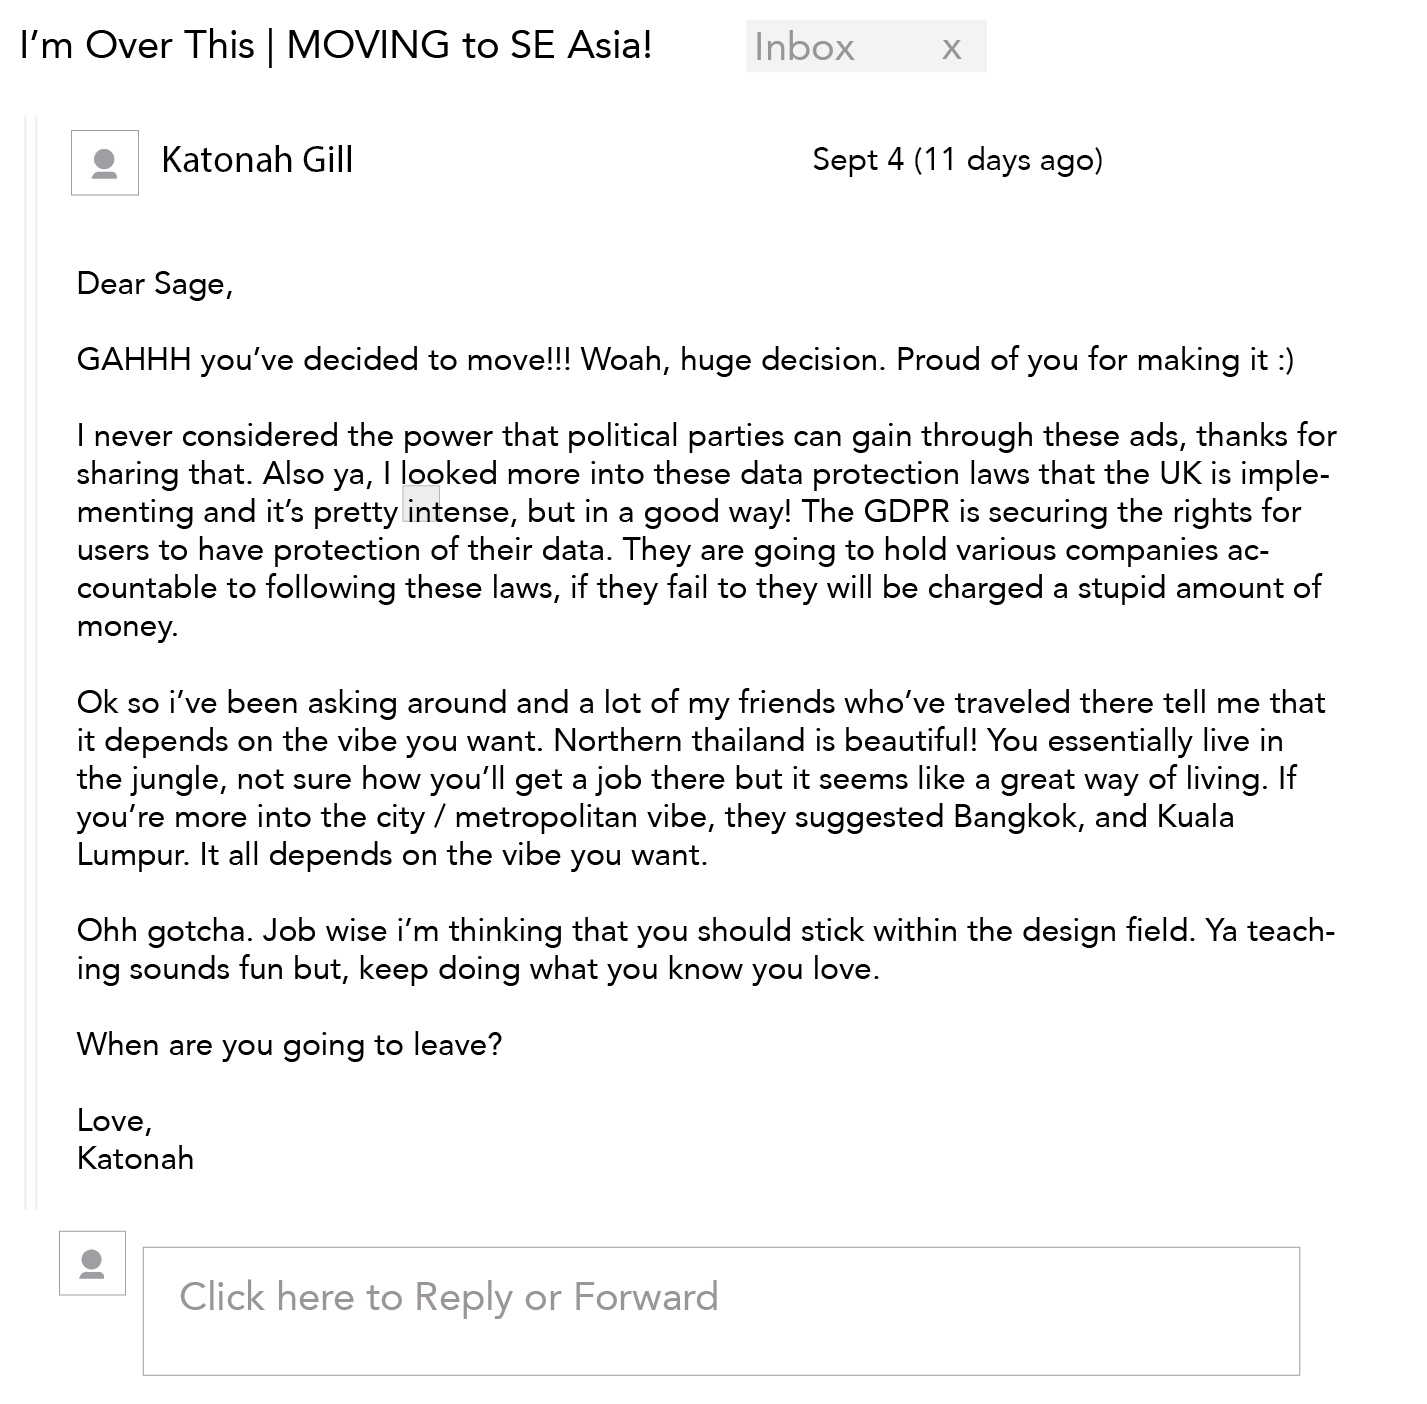 I’m Over This | MOVING to SE Asia!
Inbox x
Katonah Gill
Sept 4 (11 days ago)
Dear Sage,
GAHHH you’ve decided to move!!! Woah, huge decision. Proud of you for making it :)
I never considered the power that political parties can gain through these ads, thanks for
sharing that. Also ya, I looked more into these data protection laws that the UK is imple-
menting and it’s pretty intense, but in a good way! The GDPR is securing the rights for
users to have protection of their data. They are going to hold various companies ac-
countable to following these laws, if they fail to they will be charged a stupid amount of
money.
Ok so i’ve been asking around and a lot of my friends who’ve traveled there tell me that
it depends on the vibe you want. Northern thailand is beautiful! You essentially live in
the jungle, not sure how you’ll get a job there but it seems like a great way of living. If
you’re more into the city / metropolitan vibe, they suggested Bangkok, and Kuala
Lumpur. It all depends on the vibe you want.
Ohh gotcha. Job wise i’m thinking that you should stick within the design field. Ya teach-
ing sounds fun but, keep doing what you know you love.
When are you going to leave?
Love,
Katonah
Click here to Reply or Forward